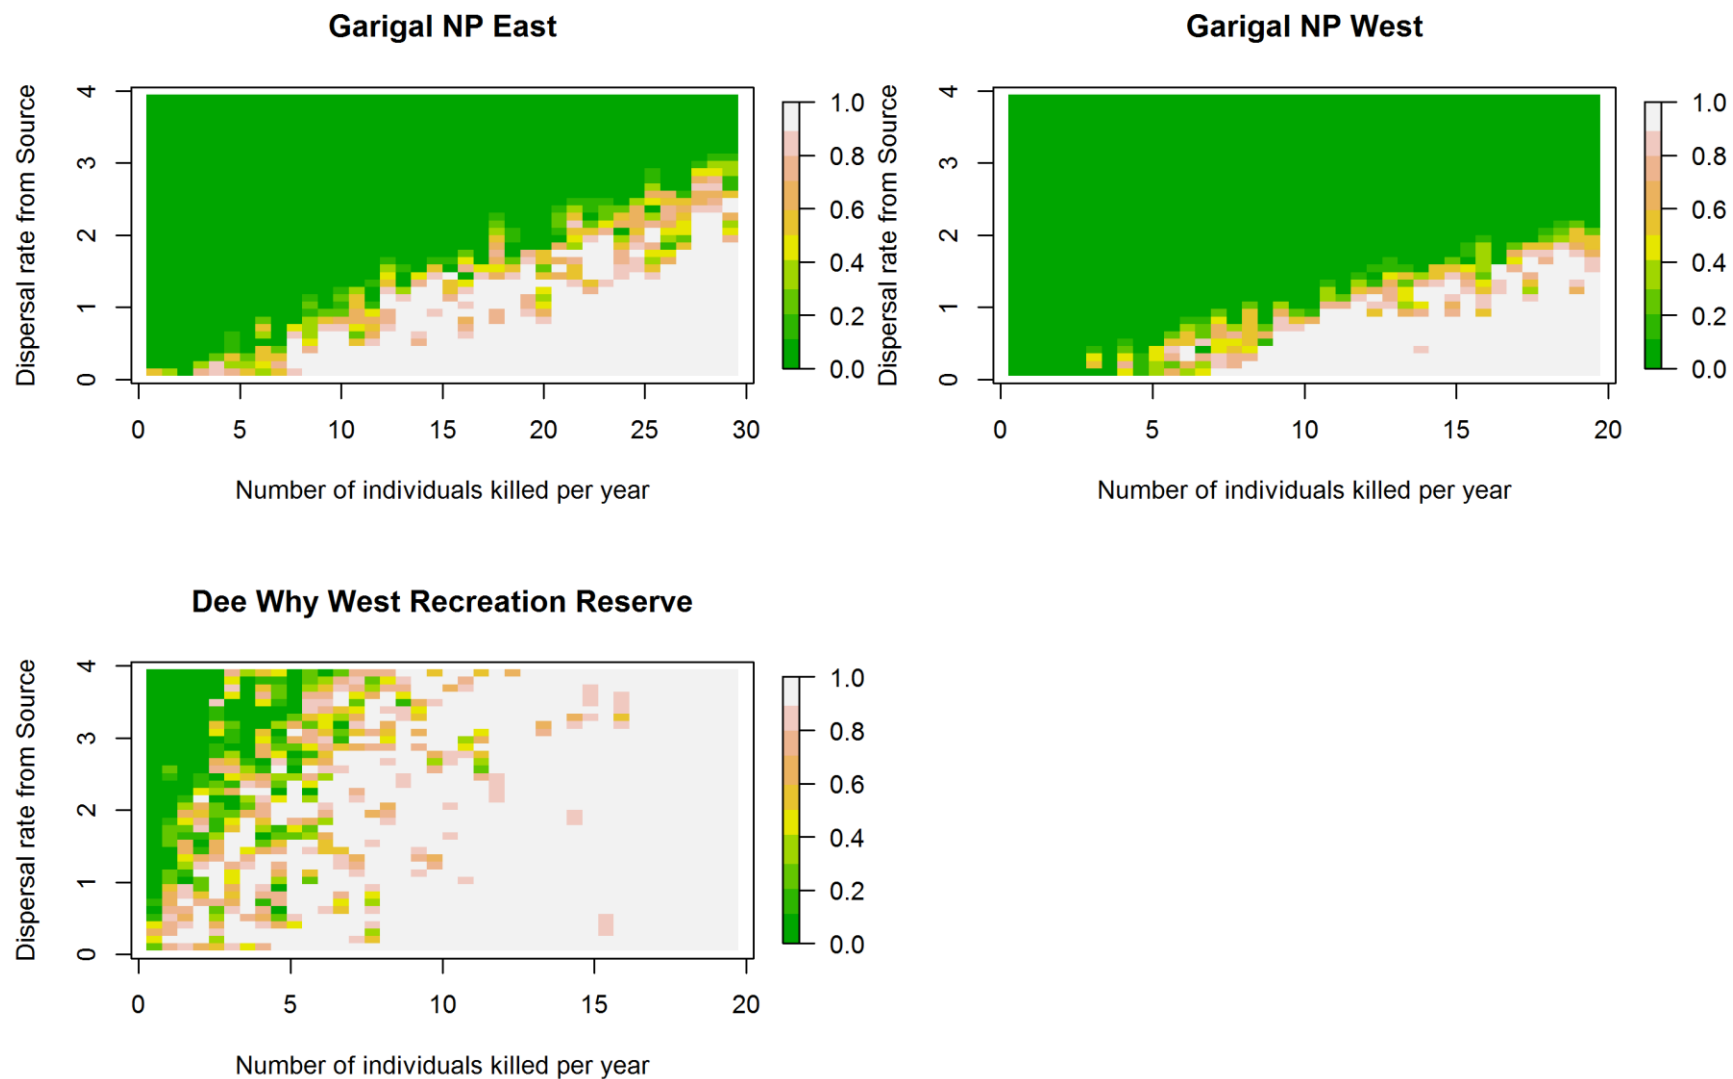 Garigal NP East
Dispersal rate from Source
4
3
2
1
0
0 5 10 15 20 25 30
Number of individuals killed per year
1.0
0.8
0.6
0.4
0.2
0.0
Garigal NP West
Dispersal rate from Source
4
3
2
1
0
0 5 10 15 20
Number of individuals killed per year
1.0
0.8
0.6
0.4
0.2
0.0
Dee Why West Recreation Reserve
Dispersal rate from Source
4
3
2
1
0
0 5 10 15 20
Number of individuals killed per year
1.0
0.8
0.6
0.4
0.2
0.0